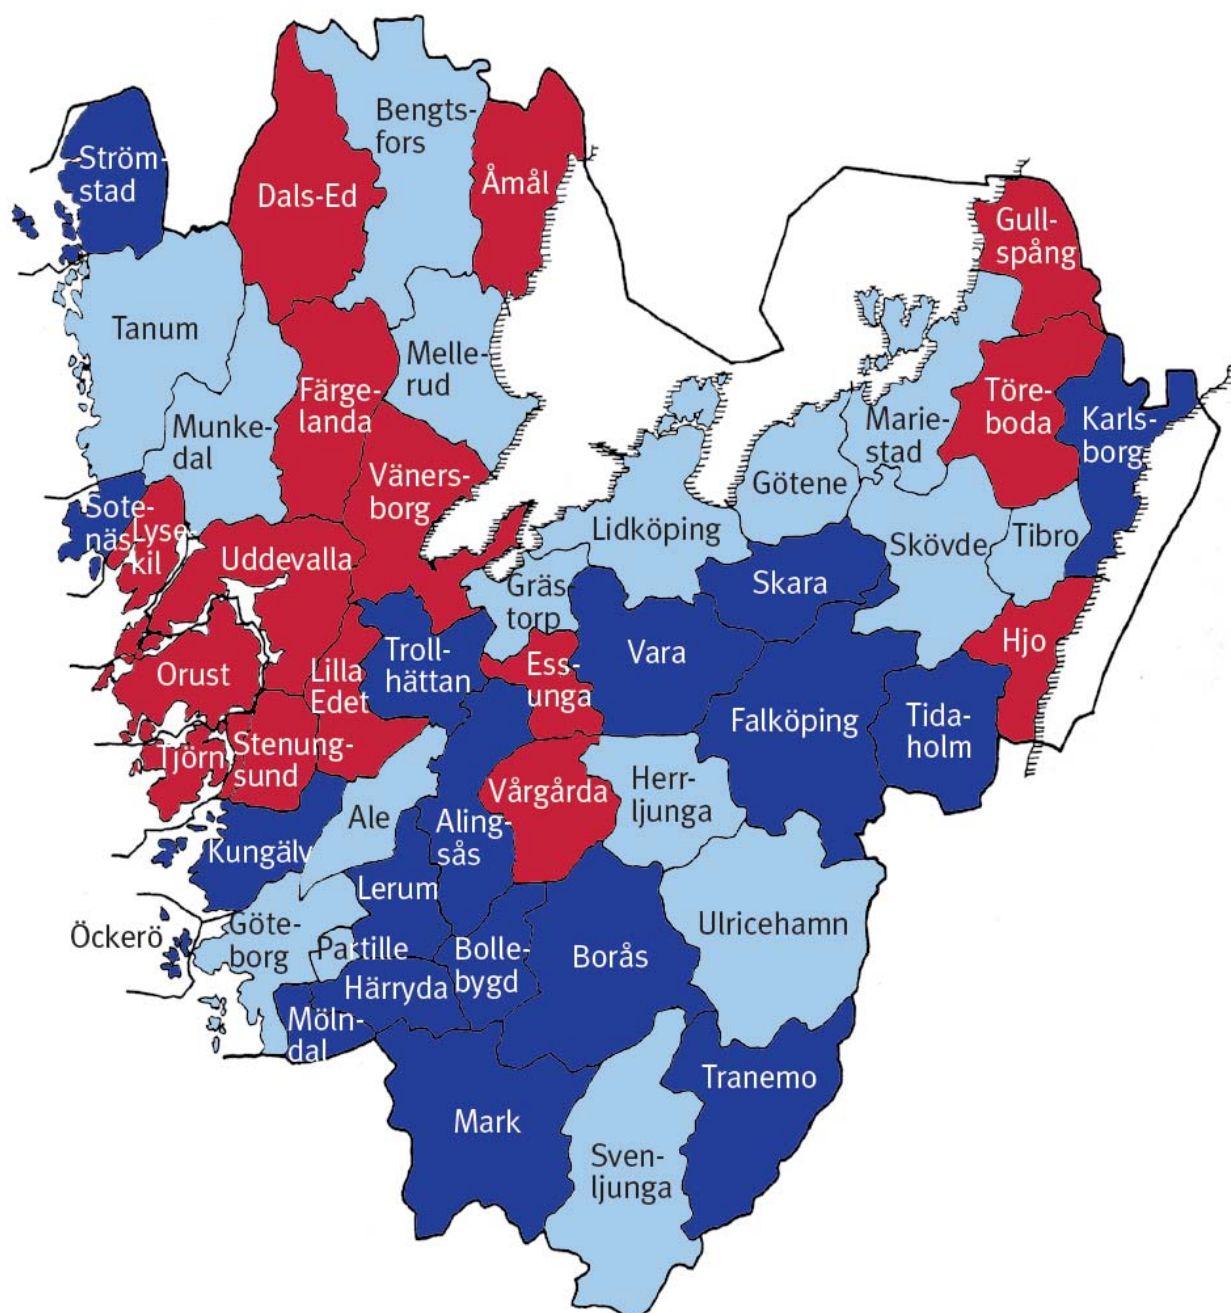 Bengts-
fors
Ström-
stad
Dals-Ed
Åmål
Gull-
spång
Tanum
Melle-
rud
Färge-
landa
Munke-
dal
Marie-
stad
Töre-
boda
Karls-
borg
Väners-
borg
Götene
Sote-
näs
Lyse-
kil
Lidköping
Skövde
Tibro
Uddevalla
Gräs
torp
Skara
Vara
Hjo
Orust
Lilla
Edet
Troll-
hättan
Ess-
unga
Falköping
Tida-
holm
Tjörn
Stenung-
sund
Vårgårda
Herr-
ljunga
Ale
Aling-
sås
Kungälv
Lerum
Ulricehamn
Öckerö
Göte-
borg
Partille
Bolle-
bygd
Borås
Härryda
Möln-
dal
Tranemo
Mark
Sven-
ljunga